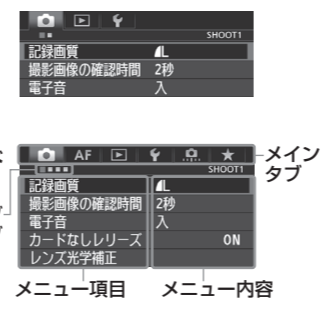 SHOOT1
記録画質 L
撮影画像の確認時間 2秒
電子音 入
AF
メイン
タブ
SHOOT1
記録画質 L
撮影画像の確認時間 2秒
電子音 入
カードなしレリーズ ON
レンズ光学補正
メニュー項目 メニュー内容